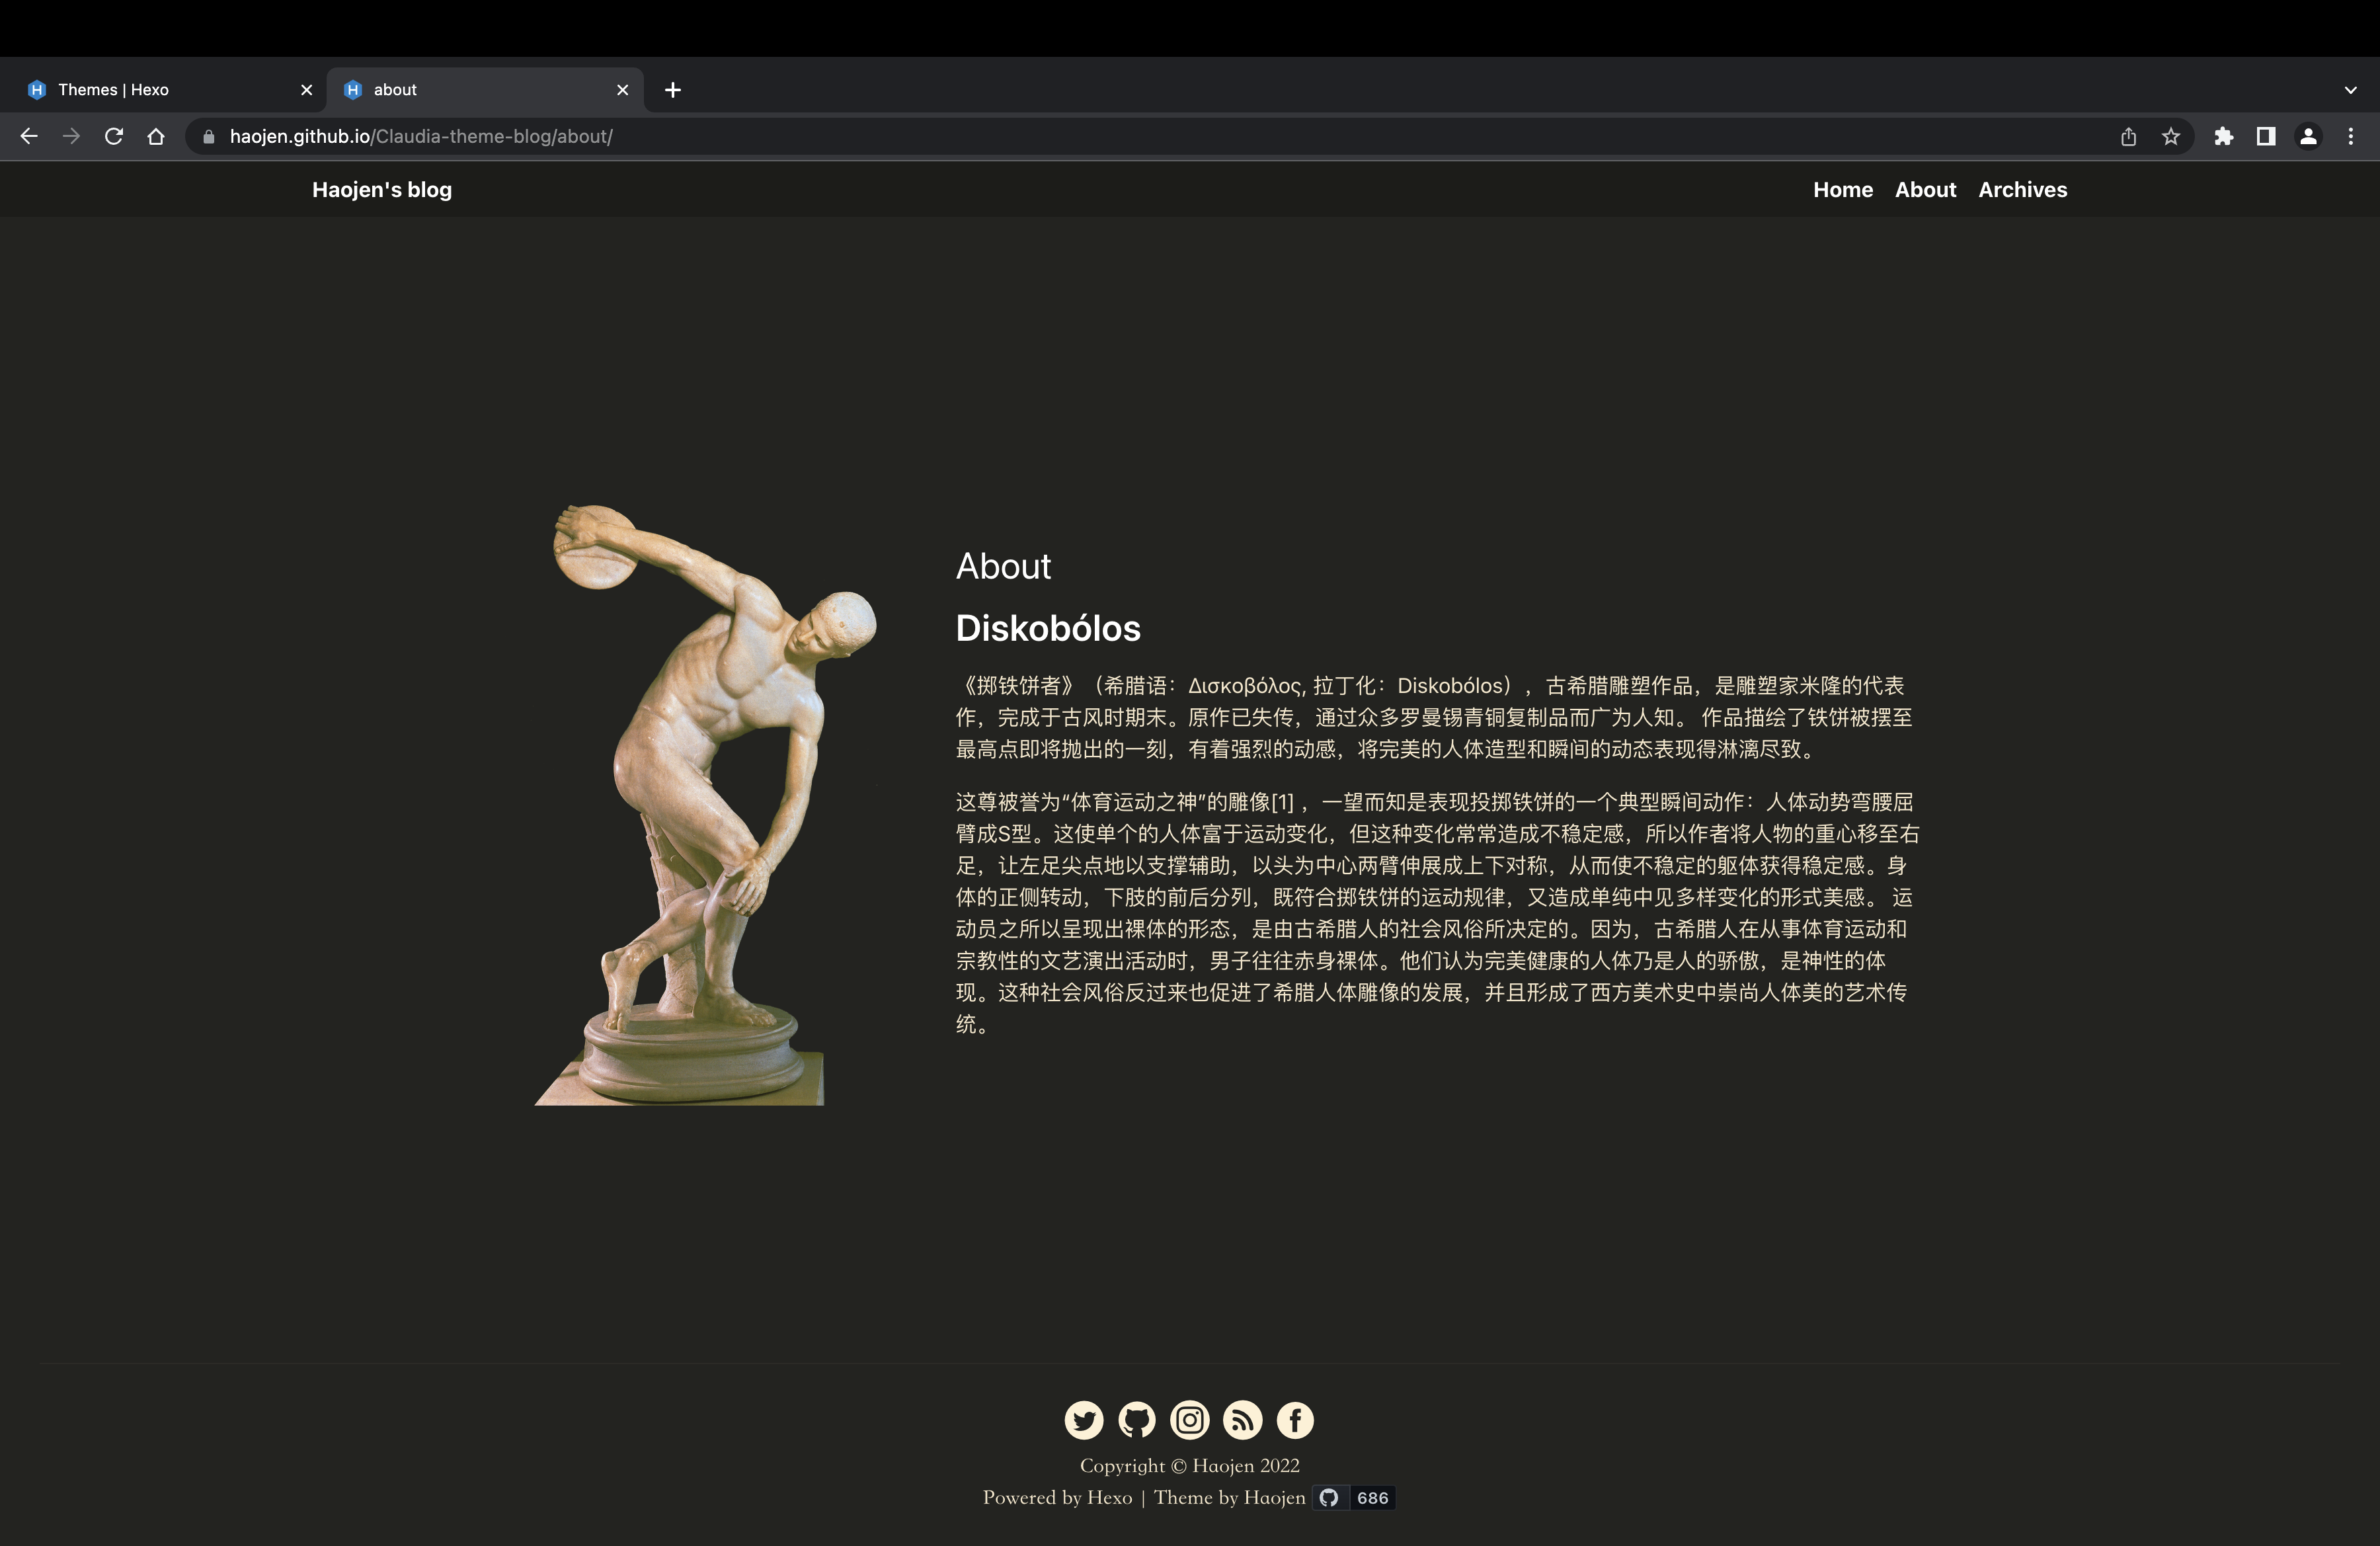 Themes | Hexo
about
haojen.github.io/Claudia-theme-blog/about/
Haojen's blog
Home About Archives
About
Diskobólos
《掷铁饼者》（希腊语：Δισκοβόλος, 拉丁化：Diskobólos），古希腊雕塑作品，是雕塑家米隆的代表
作，完成于古风时期末。原作已失传，通过众多罗曼锡青铜复制品而广为人知。 作品描绘了铁饼被摆至
最高点即将抛出的一刻，有着强烈的动感，将完美的人体造型和瞬间的动态表现得淋漓尽致。
这尊被誉为“体育运动之神”的雕像[1] ，一望而知是表现投掷铁饼的一个典型瞬间动作：人体动势弯腰屈
臂成S型。这使单个的人体富于运动变化，但这种变化常常造成不稳定感，所以作者将人物的重心移至右
足，让左足尖点地以支撑辅助，以头为中心两臂伸展成上下对称，从而使不稳定的躯体获得稳定感。身
体的正侧转动，下肢的前后分列，既符合掷铁饼的运动规律，又造成单纯中见多样变化的形式美感。 运
动员之所以呈现出裸体的形态，是由古希腊人的社会风俗所决定的。因为，古希腊人在从事体育运动和
宗教性的文艺演出活动时，男子往往赤身裸体。他们认为完美健康的人体乃是人的骄傲，是神性的体
现。这种社会风俗反过来也促进了希腊人体雕像的发展，并且形成了西方美术史中崇尚人体美的艺术传
统。
Copyright © Haojen 2022
Powered by Hexo | Theme by Haojen 686